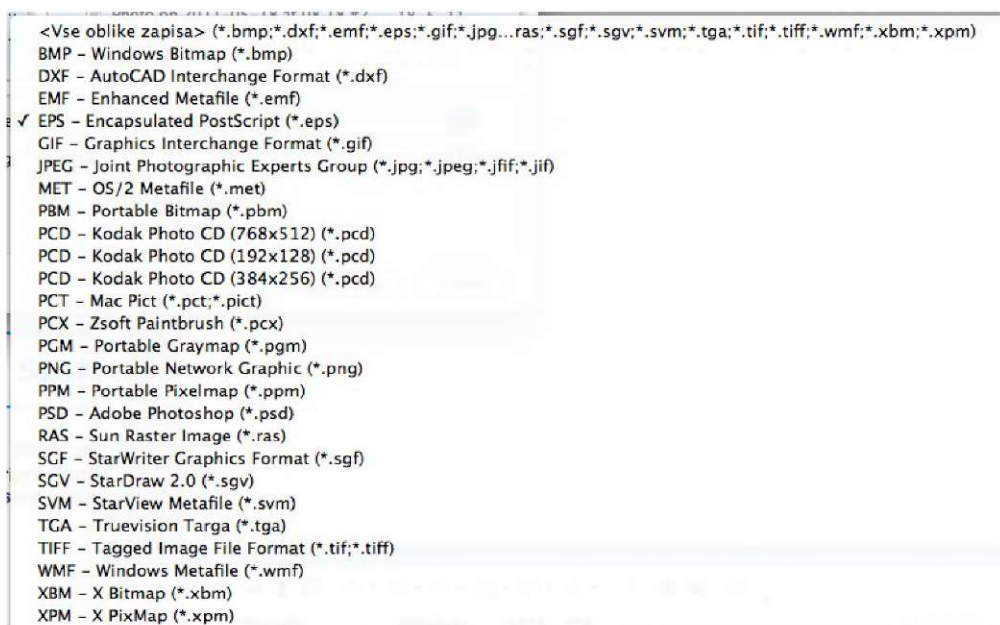 <Vse oblike zapisa> (*.bmp;*.dxf;*.emf;*.eps;*.gif;*.jpg...ras;*.sgf;*.sgv;*.svm;*.tga;*.tif;*.tiff;*.wmf;*.xbm;*.xpm)
BMP – Windows Bitmap (*.bmp)
DXF – AutoCAD Interchange Format (*.dxf)
EMF – Enhanced Metafile (*.emf)
✓ EPS – Encapsulated PostScript (*.eps)
GIF – Graphics Interchange Format (*.gif)
JPEG – Joint Photographic Experts Group (*.jpg;*.jpeg;*.jfif;*.jif)
MET – OS/2 Metafile (*.met)
PBM – Portable Bitmap (*.pbm)
PCD – Kodak Photo CD (768x512) (*.pcd)
PCD – Kodak Photo CD (192x128) (*.pcd)
PCD – Kodak Photo CD (384x256) (*.pcd)
PCT – Mac Pict (*.pct;*.pict)
PCX – Zsoft Paintbrush (*.pcx)
PGM – Portable Graymap (*.pgm)
PNG – Portable Network Graphic (*.png)
PPM – Portable Pixelmap (*.ppm)
PSD – Adobe Photoshop (*.psd)
RAS – Sun Raster Image (*.ras)
SGF – StarWriter Graphics Format (*.sgf)
SGV – StarDraw 2.0 (*.sgv)
SVM – StarView Metafile (*.svm)
TGA – Truevision Targa (*.tga)
TIFF – Tagged Image File Format (*.tif;*.tiff)
WMF – Windows Metafile (*.wmf)
XBM – X Bitmap (*.xbm)
XPM – X PixMap (*.xpm)